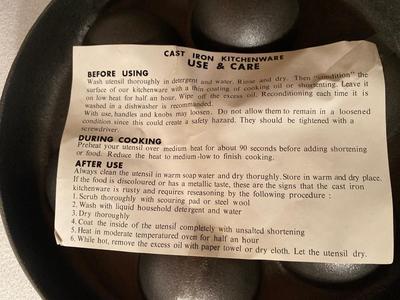 CAST IRON KITCHENWARE
USE & CARE
BEFORE USING
Wash utensil thoroughly in detergent and water. Rinse and dry. Then "condition" the
surface of our kitchenware with a thin coating of cooking oil or shortening. Leave it
on low heat for half an hour. Wipe off the excess oil. Reconditioning each time it is
washed in a dishwasher is recommanded.
With use, handles and knobs may loosen. Do not allow them to remain in a loosened
condition since this could create a safety hazard. They should be tightened with a
screwdriver.
DURING COOKING
Preheat your utensil over medium heat for about 90 seconds before adding shortening
or food. Reduce the heat to medium-low to finish cooking.
AFTER USE
Always clean the utensil in warm soap water and dry thurghly. Store in warm and dry place.
If the food is discoloured or has a metallic taste, these are the signs that the cast iron
kitchenware is rusty and requires reasoning by the following procedure :
1. Scrub thoroughly with scouring pad or steel wool
2. Wash with liquid household detergent and water
3. Dry thoroughly
4. Coat the inside of the utensil completely with unsalted shortening
5. Heat in moderate temperatured oven for half an hour
6. While hot, remove the excess oil with paper towel or dry cloth. Let the utensil dry.